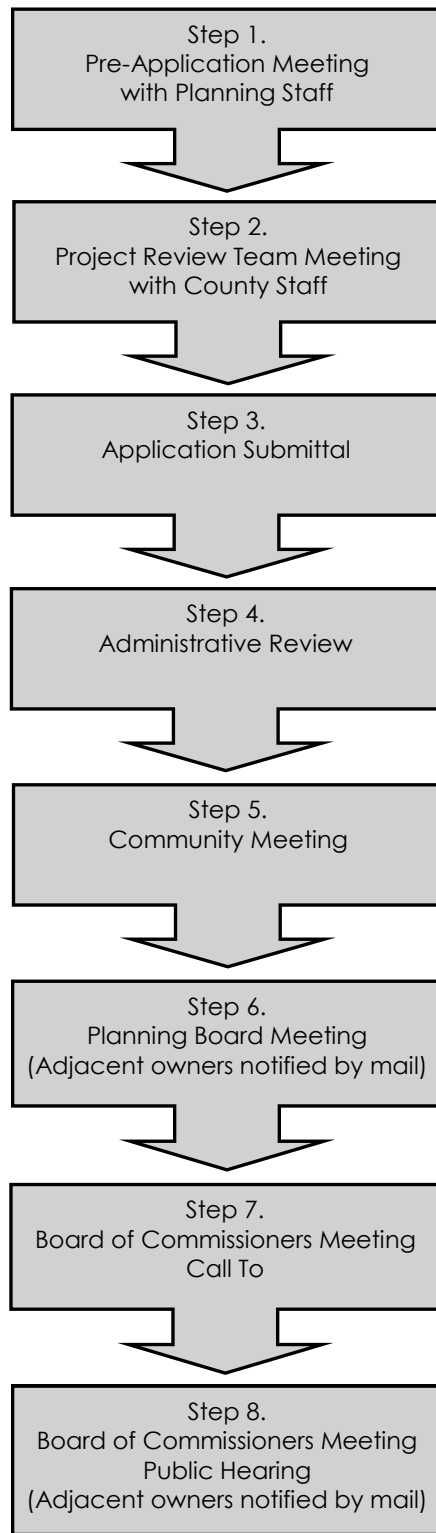 Step 1.
Pre-Application Meeting
with Planning Staff
Step 2.
Project Review Team Meeting
with County Staff
Step 3.
Application Submittal
Step 4.
Administrative Review
Step 5.
Community Meeting
Step 6.
Planning Board Meeting
(Adjacent owners notified by mail)
Step 7.
Board of Commissioners Meeting
Call To
Step 8.
Board of Commissioners Meeting
Public Hearing
(Adjacent owners notified by mail)